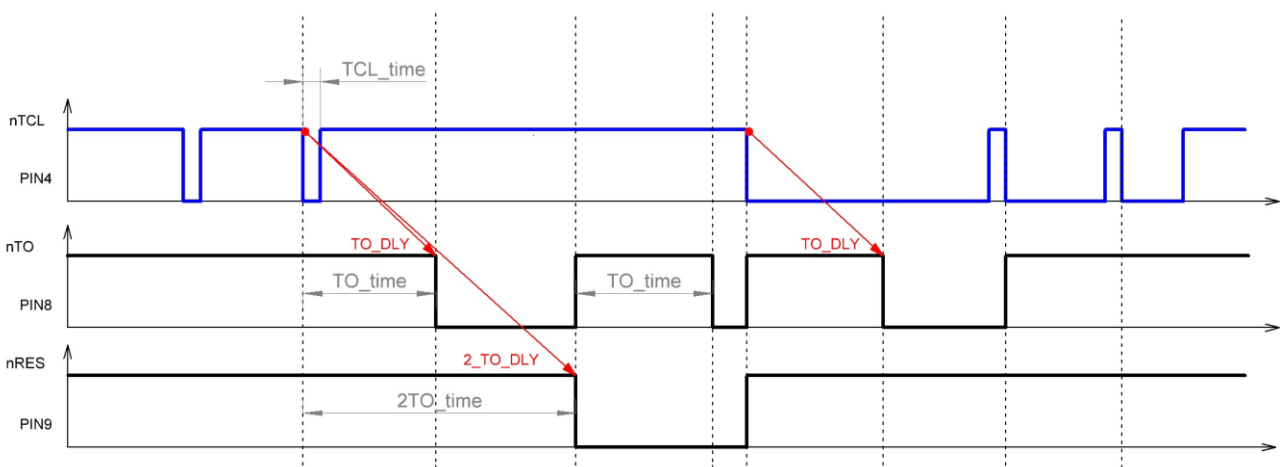 TCL_time
nTCL
PIN4
nTO
TO_DLY
TO_DLY
TO_time
TO_time
PIN8
nRES
2_TO_DLY
2TO_time
PIN9